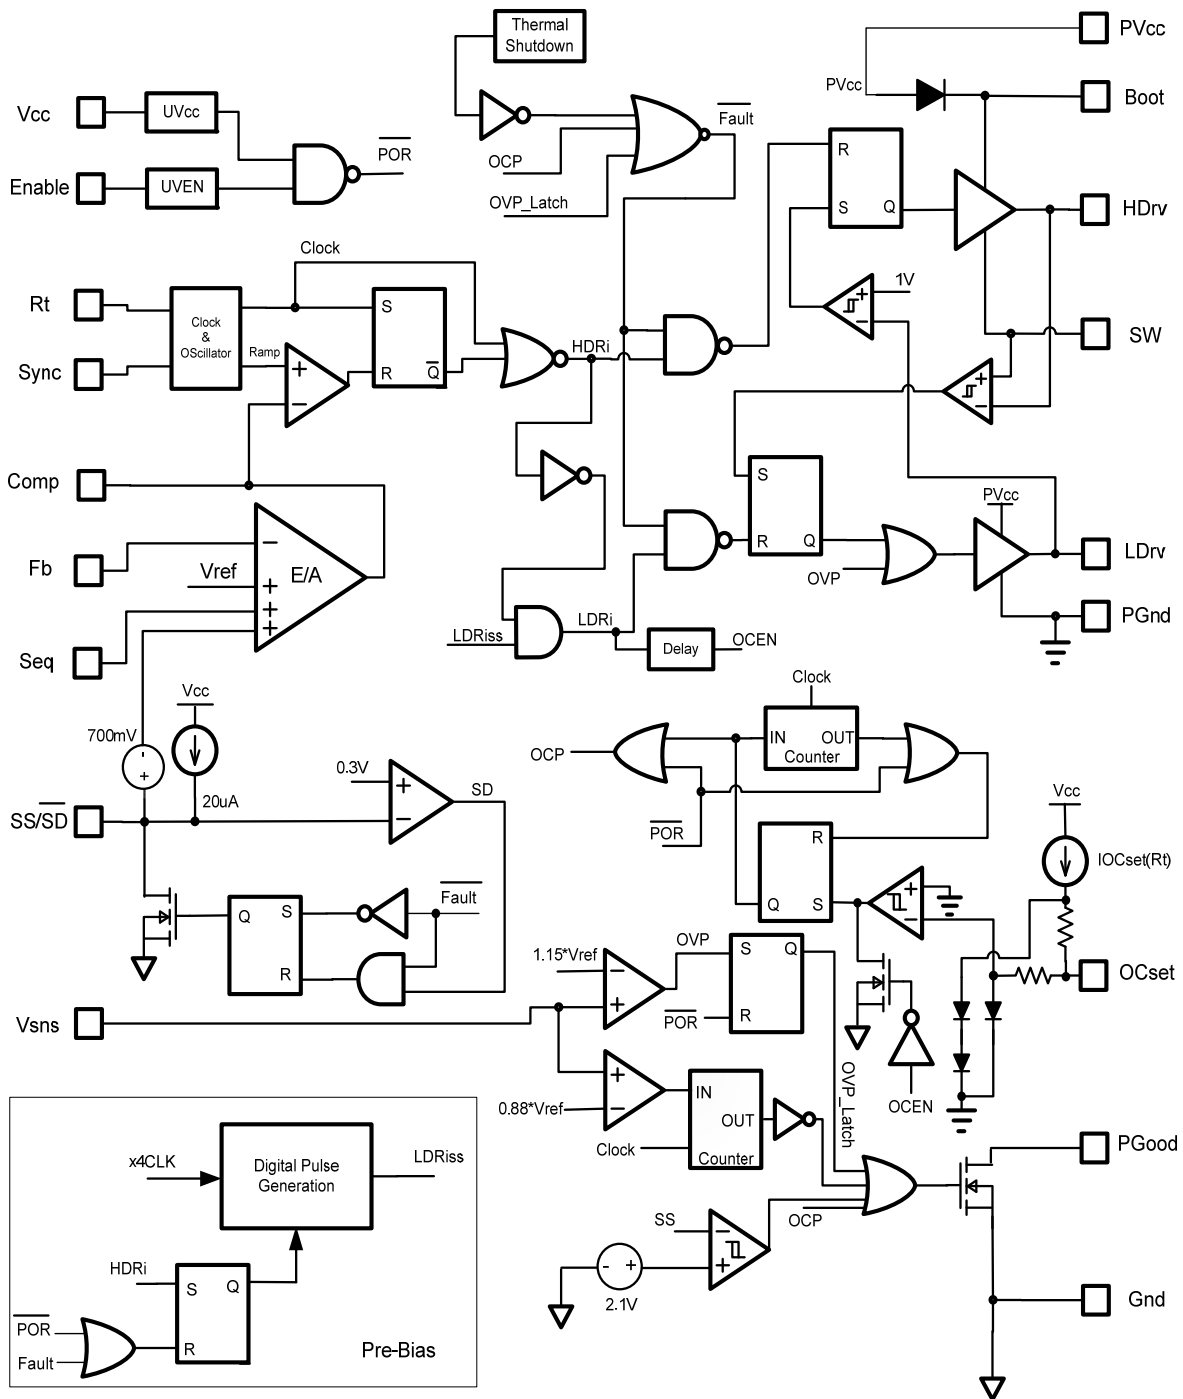 Thermal
Shutdown
PVcc
PVcc
Boot
Vcc
UVcc
POR
Fault
OCP
R
Enable
UVEN
OVP_Latch
S
Q
HDrv
Clock
1V
Rt
Clock
&
OScillator
S
+
−
Ramp
HDRi
SW
Sync
+
−
R
Q
+
−
Comp
S
PVcc
Fb
−
Vref
E/A
+
+
+
R
Q
OVP
LDrv
LDRiss
LDRi
PGnd
Seq
Delay
OCEN
Vcc
Clock
700mV
-
+
OCP
IN
OUT
Counter
0.3V
+
SD
Vcc
20uA
SS/SD
−
POR
R
IOCset(Rt)
Q
S
+
−
Fault
Q
S
R
OVP
S
Q
1.15*Vref
−
+
OCset
POR
R
Vsns
+
−
IN
0.88*Vref
OUT
Clock
Counter
OVP_Latch
OCEN
PGood
x4CLK
Digital Pulse
Generation
LDRiss
SS
−
+
OCP
HDRi
S
Q
-
+
2.1V
Gnd
POR
Fault
R
Pre-Bias